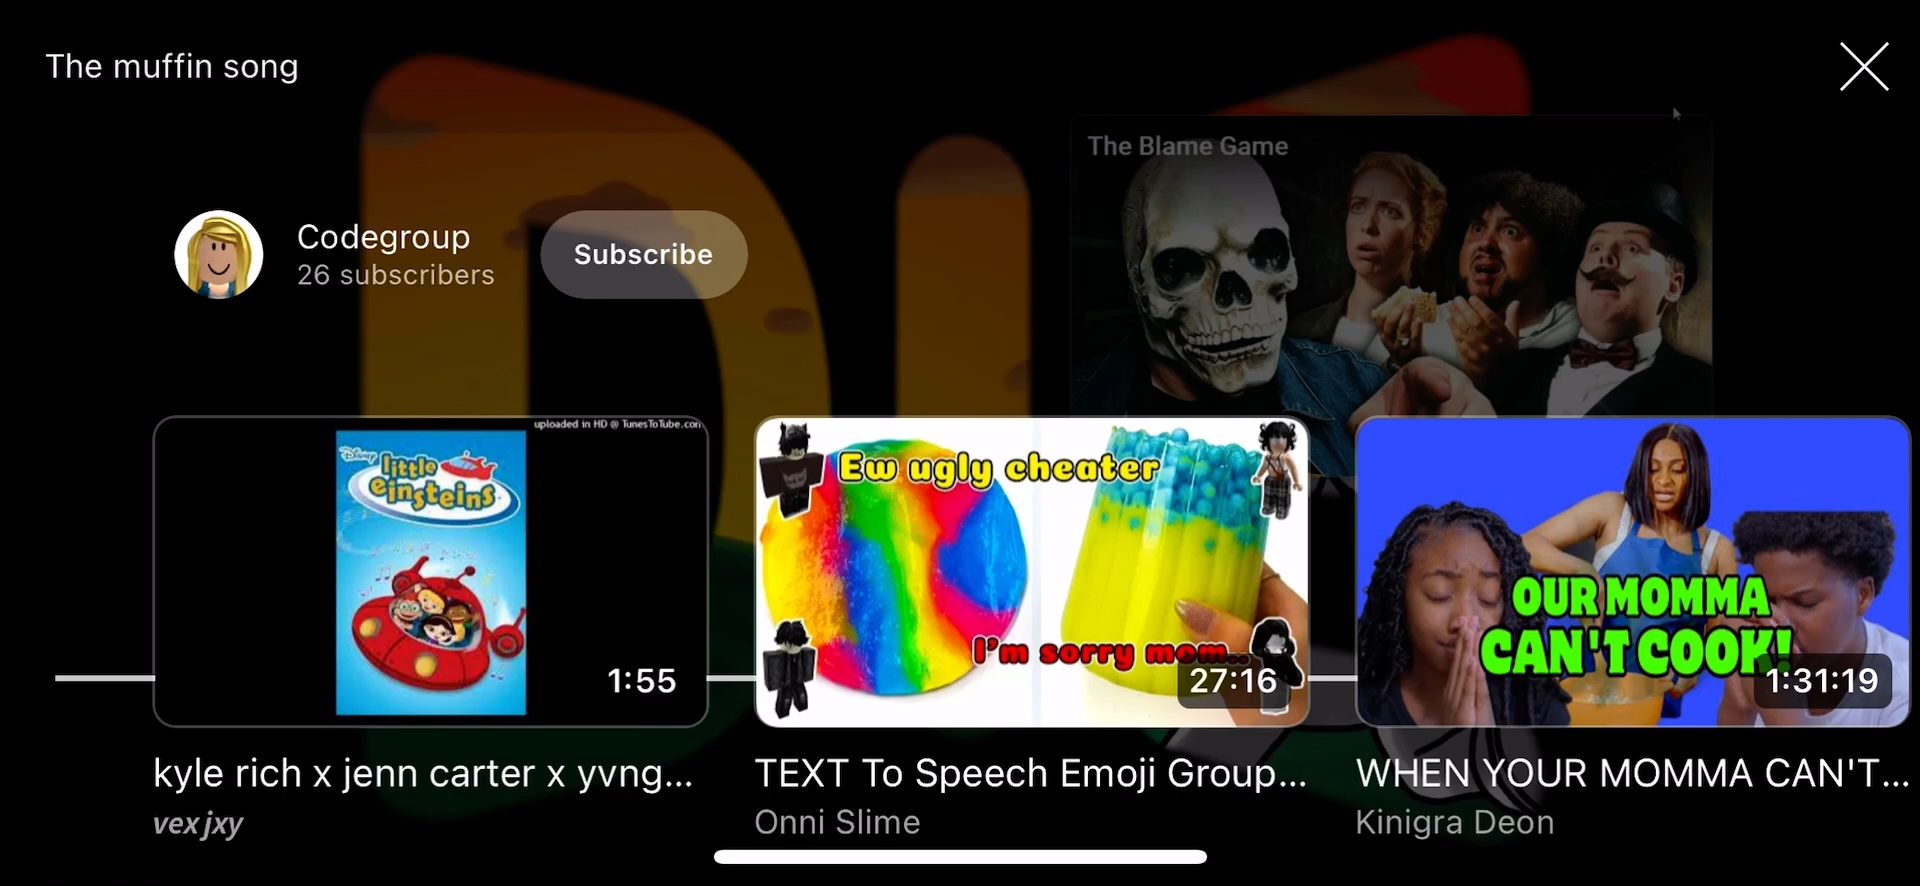 The muffin song
The Blame Game
Codegroup
26 subscribers
Subscribe
uploaded in HD @ TunesToTube.com
Disney
little
einsteins
1:55
Ew ugly cheater
I'm sorry mom..
27:16
OUR MOMMA
CAN'T COOK!
1:31:19
kyle rich x jenn carter x yvng...
vex jxy
TEXT To Speech Emoji Group...
Onni Slime
WHEN YOUR MOMMA CAN'T...
Kinigra Deon